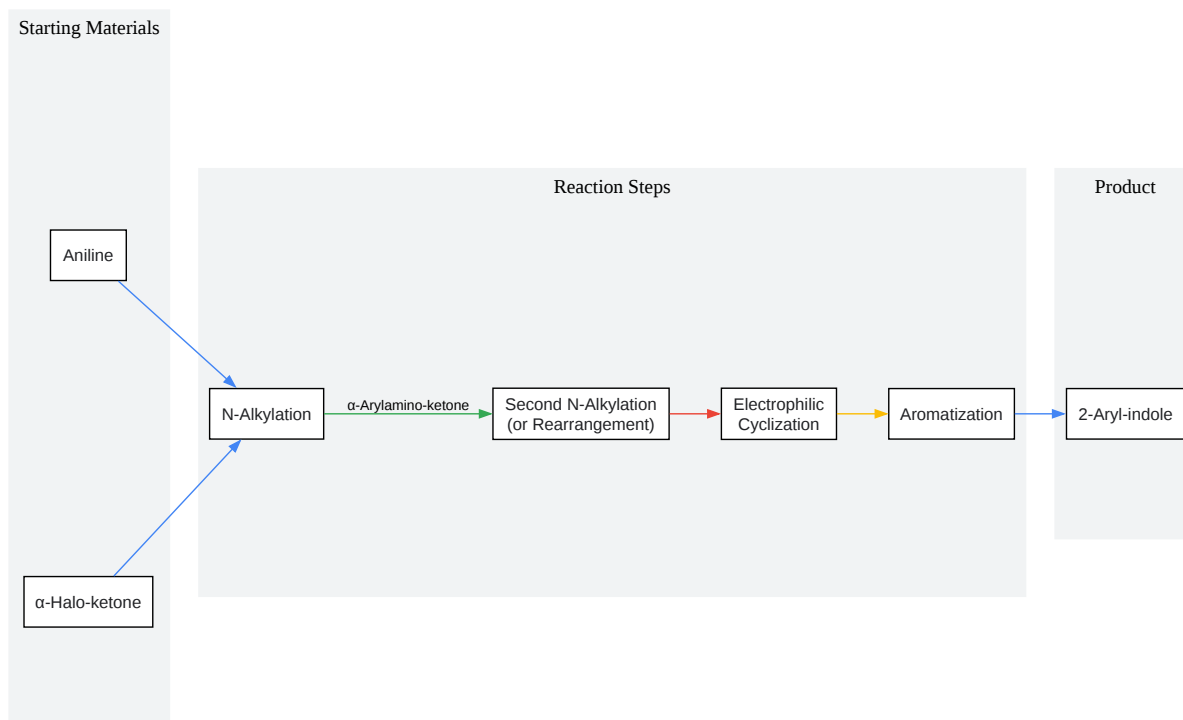 Starting Materials
Reaction Steps
Product
Aniline
α-Halo-ketone
N-Alkylation
α-Arylamino-ketone
Second N-Alkylation
(or Rearrangement)
Electrophilic
Cyclization
Aromatization
2-Aryl-indole